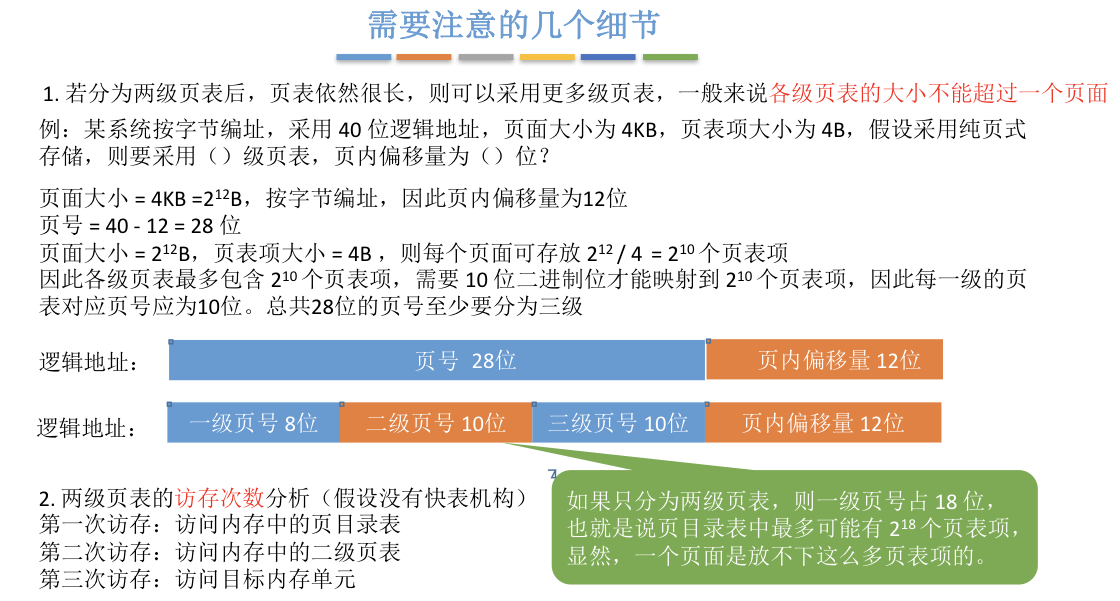 需要注意的几个细节
1. 若分为两级页表后，页表依然很长，则可以采用更多级页表，一般来说各级页表的大小不能超过一个页面
例：某系统按字节编址，采用 40 位逻辑地址，页面大小为 4KB，页表项大小为 4B，假设采用纯页式
存储，则要采用（）级页表，页内偏移量为（）位？
页面大小 = 4KB =2¹²B，按字节编址，因此页内偏移量为12位
页号 = 40 - 12 = 28 位
页面大小 = 2¹²B，页表项大小 = 4B ，则每个页面可存放 2¹² / 4 = 2¹⁰ 个页表项
因此各级页表最多包含 2¹⁰ 个页表项，需要 10 位二进制位才能映射到 2¹⁰ 个页表项，因此每一级的页
表对应页号应为10位。总共28位的页号至少要分为三级
逻辑地址： 页号 28位 页内偏移量 12位
逻辑地址： 一级页号 8位 二级页号 10位 三级页号 10位 页内偏移量 12位
2. 两级页表的访存次数分析（假设没有快表机构）
第一次访存：访问内存中的页目录表
第二次访存：访问内存中的二级页表
第三次访存：访问目标内存单元
如果只分为两级页表，则一级页号占 18 位，
也就是说页目录表中最多可能有 2¹⁸ 个页表项，
显然，一个页面是放不下这么多页表项的。